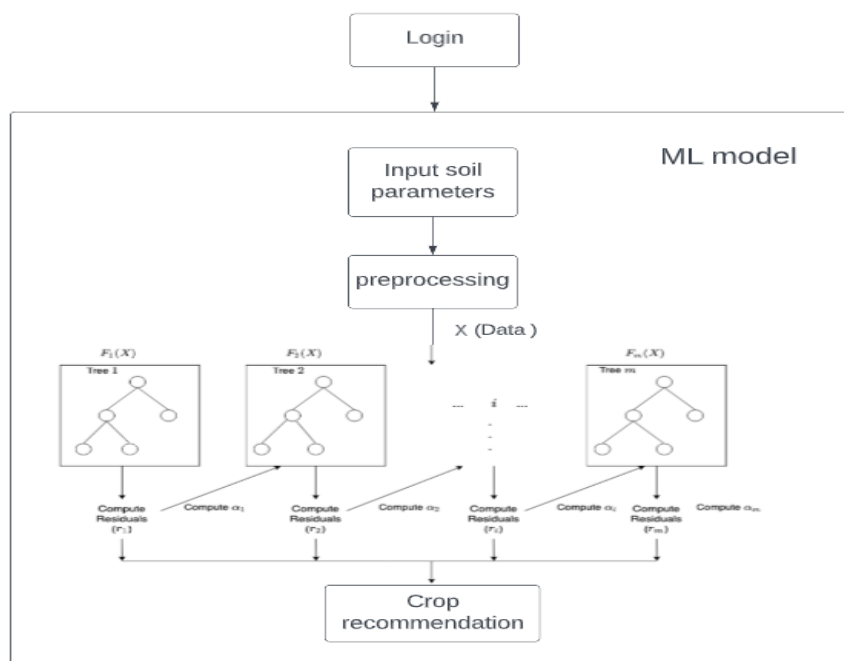 Login
ML model
Input soil
parameters
preprocessing
X (Data )
F₁(X)
F₂(X)
Fₘ(X)
Tree 1
Tree 2
Tree m
... ...
Compute
Residuals
(r₁)
Compute α₁
Compute
Residuals
(r₂)
Compute α₂
Compute
Residuals
(rᵢ)
Compute αᵢ
Compute
Residuals
(rₘ)
Compute αₘ
Crop
recommendation